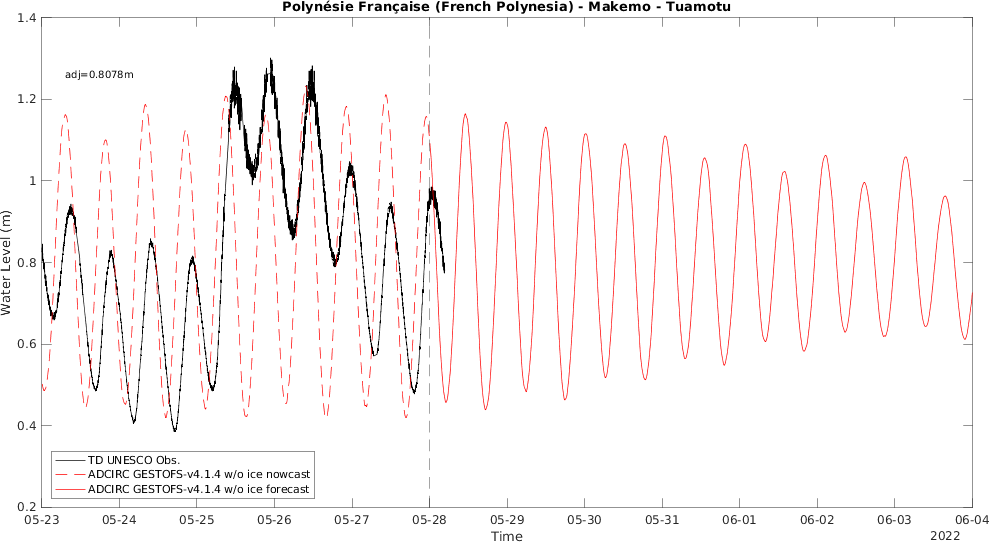 Polynésie Française (French Polynesia) - Makemo - Tuamotu
1.4
adj=0.8078m
1.2
1
0.8
0.6
0.4
0.2
Water Level (m)
TD UNESCO Obs.
ADCIRC GESTOFS-v4.1.4 w/o ice nowcast
ADCIRC GESTOFS-v4.1.4 w/o ice forecast
05-23 05-24 05-25 05-26 05-27 05-28 05-29 05-30 05-31 06-01 06-02 06-03 06-04
Time
2022